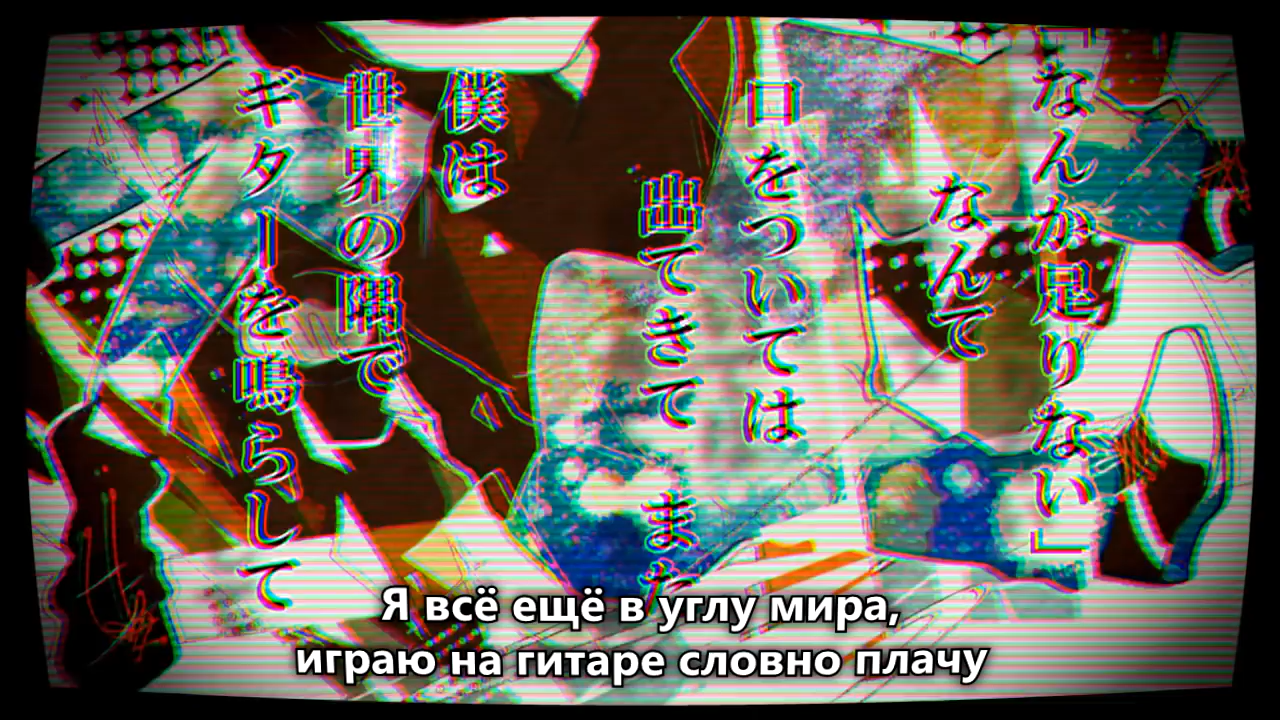 「なんか足りない」
なんて
口をついては
出てきて また
僕は
世界の隅で
ギターを鳴らして
Я всё ещё в углу мира,
играю на гитаре словно плачу